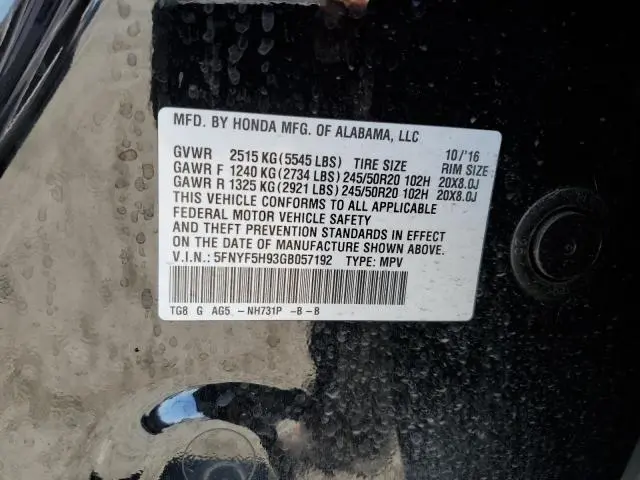 MFD. BY HONDA MFG. OF ALABAMA, LLC
10/'16
GVWR 2515 KG (5545 LBS) TIRE SIZE RIM SIZE
GAWR F 1240 KG (2734 LBS) 245/50R20 102H 20X8.0J
GAWR R 1325 KG (2921 LBS) 245/50R20 102H 20X8.0J
THIS VEHICLE CONFORMS TO ALL APPLICABLE
FEDERAL MOTOR VEHICLE SAFETY
AND THEFT PREVENTION STANDARDS IN EFFECT
ON THE DATE OF MANUFACTURE SHOWN ABOVE.
V.I.N.: 5FNYF5H93GB057192 TYPE: MPV
TG8 G AG5 -NH731P -B-B